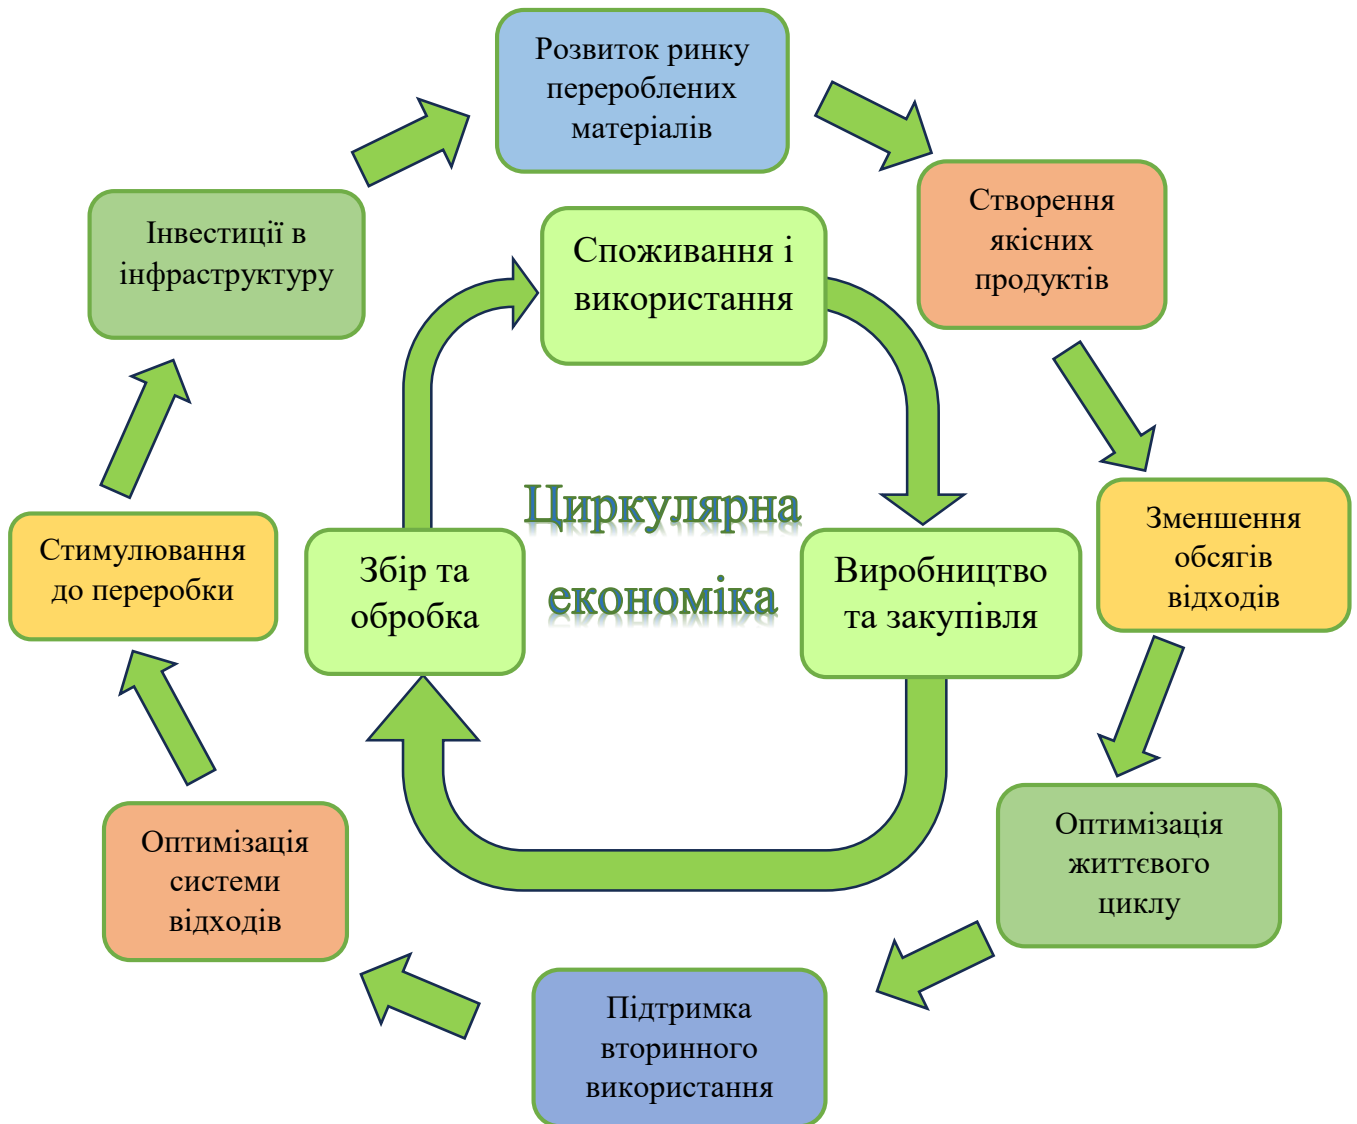 Розвиток ринку
перероблених
матеріалів
Створення
якісних
продуктів
Інвестиції в
інфраструктуру
Споживання і
використання
Циркулярна
економіка
Зменшення
обсягів
відходів
Стимулювання
до переробки
Збір та
обробка
Виробництво
та закупівля
Оптимізація
життєвого
циклу
Оптимізація
системи
відходів
Підтримка
вторинного
використання